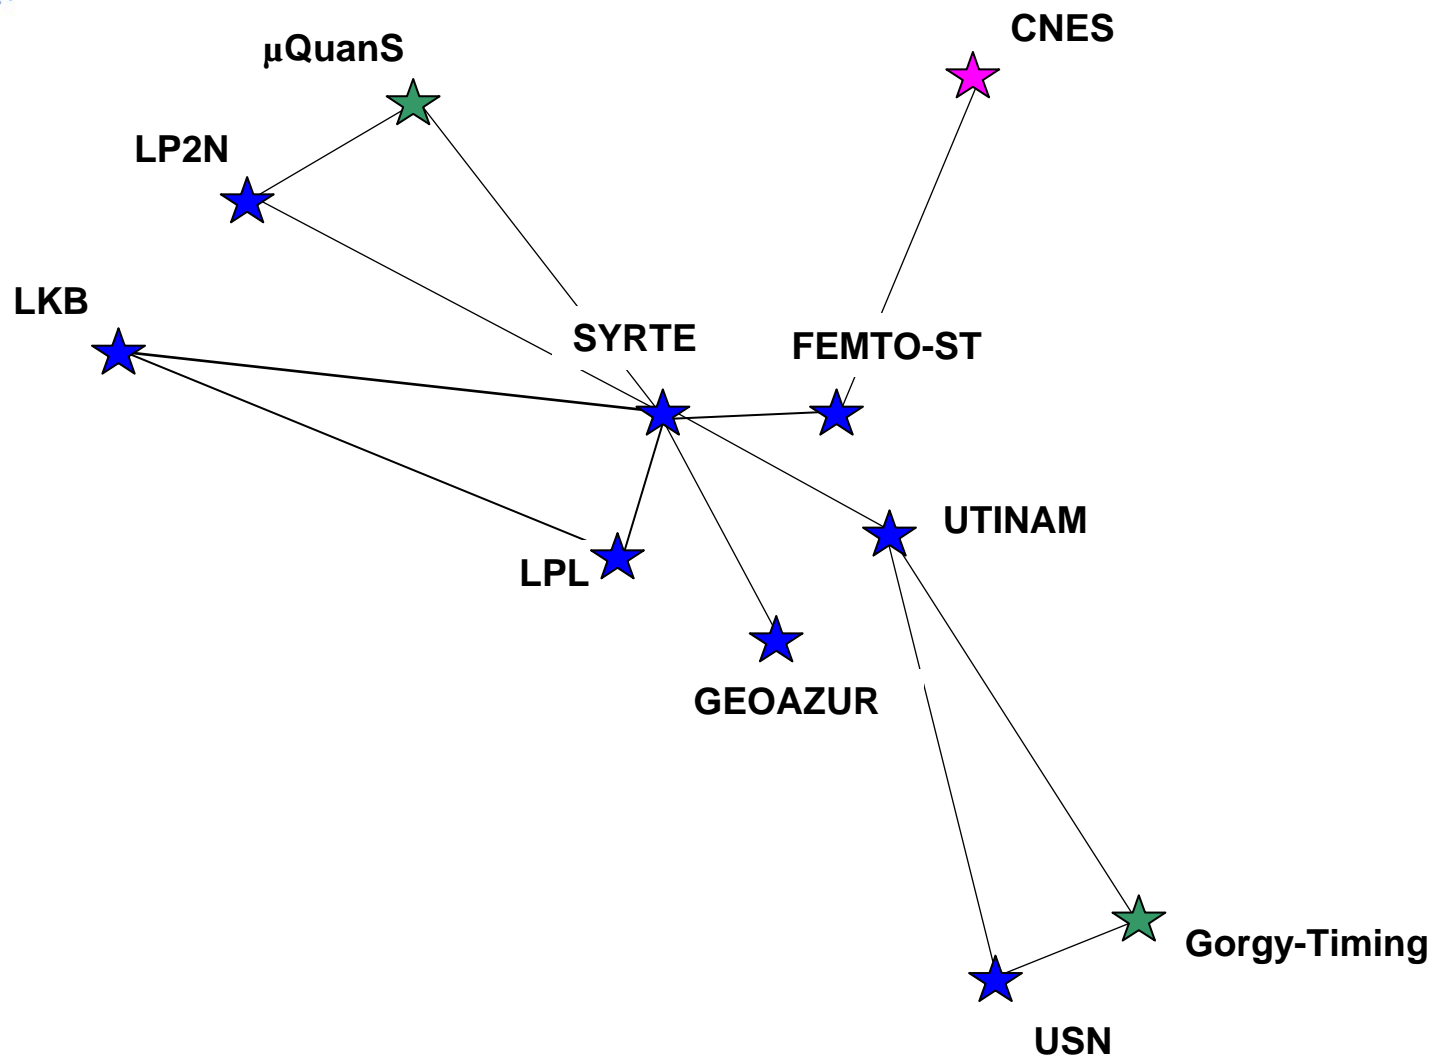 CNES
μQuanS
LP2N
LKB
SYRTE
FEMTO-ST
UTINAM
LPL
GEOAZUR
Gorgy-Timing
USN